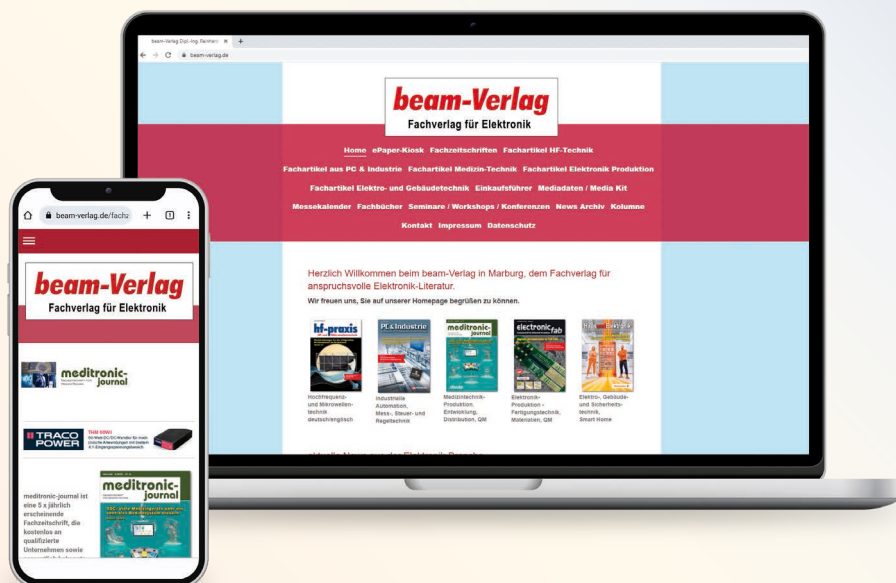 beam-Verlag Dipl.-Ing. Reinhard
beam-verlag.de
beam-Verlag
Fachverlag für Elektronik
Home ePaper-Kiosk Fachzeitschriften Fachartikel HF-Technik
Fachartikel aus PC & Industrie Fachartikel Medizin-Technik Fachartikel Elektronik Produktion
Fachartikel Elektro- und Gebäudetechnik Einkaufsführer Mediadaten / Media Kit
Messekalender Fachbücher Seminare / Workshops / Konferenzen News Archiv Kolumne
Kontakt Impressum Datenschutz
Herzlich Willkommen beim beam-Verlag in Marburg, dem Fachverlag für
anspruchsvolle Elektronik-Literatur.
Wir freuen uns, Sie auf unserer Homepage begrüßen zu können.
hf-praxis
Hochfrequenz-
und Mikrowellen-
technik
deutsch/englisch
PC & Industrie
Industrielle
Automation,
Mess-, Steuer- und
Regeltechnik
meditronic-
journal
Medizintechnik-
Produktion,
Entwicklung,
Distribution, QM
electronic fab
Elektronik-
Produktion -
Fertigungstechnik,
Materialien, QM
Haus Elektronik
Elektro-, Gebäude-
und Sicherheits-
technik,
Smart Home
beam-verlag.de/fachz
beam-Verlag
Fachverlag für Elektronik
meditronic-
journal
TRACO
POWER
THM 60WI
meditronic-journal ist
eine 5 x jährlich
erscheinende
Fachzeitschrift, die
kostenlos an
qualifizierte
Unternehmen sowie
meditronic-
journal